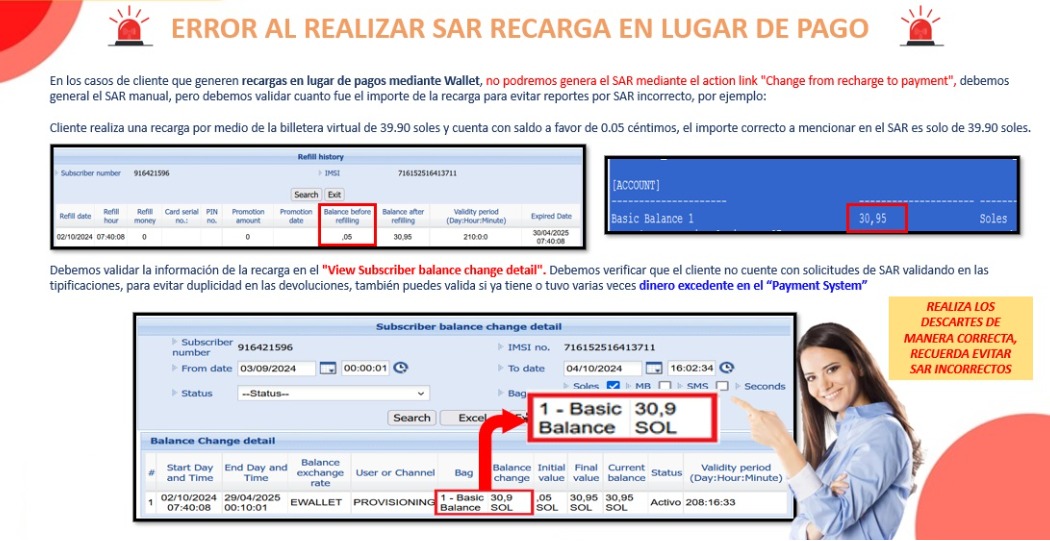 ERROR AL REALIZAR SAR RECARGA EN LUGAR DE PAGO
En los casos de cliente que generen recargas en lugar de pagos mediante Wallet, no podremos genera el SAR mediante el action link "Change from recharge to payment", debemos
general el SAR manual, pero debemos validar cuanto fue el importe de la recarga para evitar reportes por SAR incorrecto, por ejemplo:
Cliente realiza una recarga por medio de la billetera virtual de 39.90 soles y cuenta con saldo a favor de 0.05 céntimos, el importe correcto a mencionar en el SAR es solo de 39.90 soles.
Refill history
Subscriber number 916421596 IMSI 716152516413711
Search Exit
Refill date Refill hour Refill money Card serial no.: PIN no. Promotion amount Promotion date Balance before refilling Balance after refilling Validity period (Day:Hour:Minute) Expired Date
02/10/2024 07:40:08 0 0 ,05 30,95 210:0:0 30/04/2025 07:40:08
[ACCOUNT]
Basic Balance 1 30,95 Soles
Debemos validar la información de la recarga en el "View Subscriber balance change detail". Debemos verificar que el cliente no cuente con solicitudes de SAR validando en las
tipificaciones, para evitar duplicidad en las devoluciones, también puedes valida si ya tiene o tuvo varias veces dinero excedente en el “Payment System”
REALIZA LOS
DESCARTES DE
MANERA CORRECTA,
RECUERDA EVITAR
SAR INCORRECTOS
Subscriber balance change detail
Subscriber number 916421596 IMSI no. 716152516413711
From date 03/09/2024 00:00:01 To date 04/10/2024 16:02:34
Status --Status-- Bag Soles MB SMS Seconds
Search Excel
1 - Basic 30,9
Balance SOL
Balance Change detail
# Start Day and Time End Day and Time Balance exchange rate User or Channel Bag Balance change Initial value Final value Current balance Status Validity period (Day:Hour:Minute)
1 02/10/2024 07:40:08 29/04/2025 00:10:01 EWALLET PROVISIONING 1 - Basic Balance 30,9 SOL ,05 SOL 30,95 SOL 30,95 SOL Activo 208:16:33